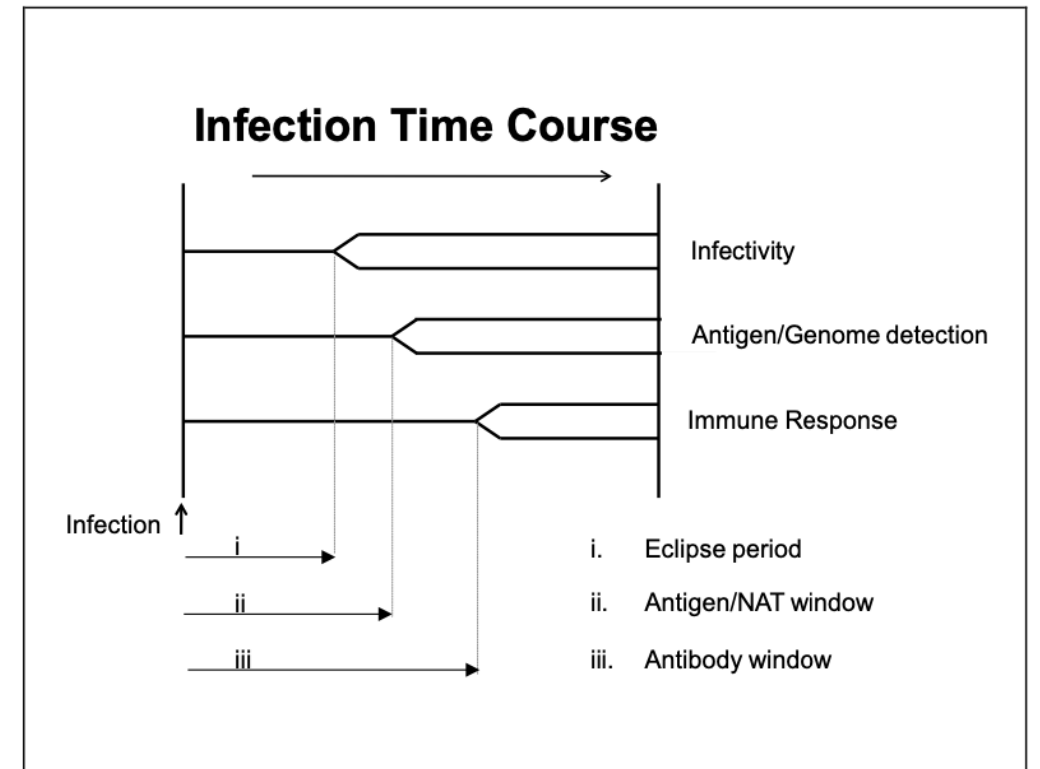 Infection Time Course
Infectivity
Antigen/Genome detection
Immune Response
Infection
i
ii
iii
i. Eclipse period
ii. Antigen/NAT window
iii. Antibody window